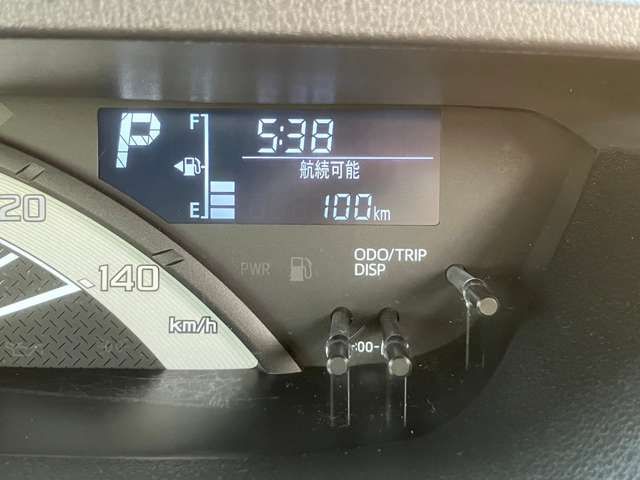 P
F
5:38
航続可能
E
100km
20
140
km/h
PWR
ODO/TRIP
DISP